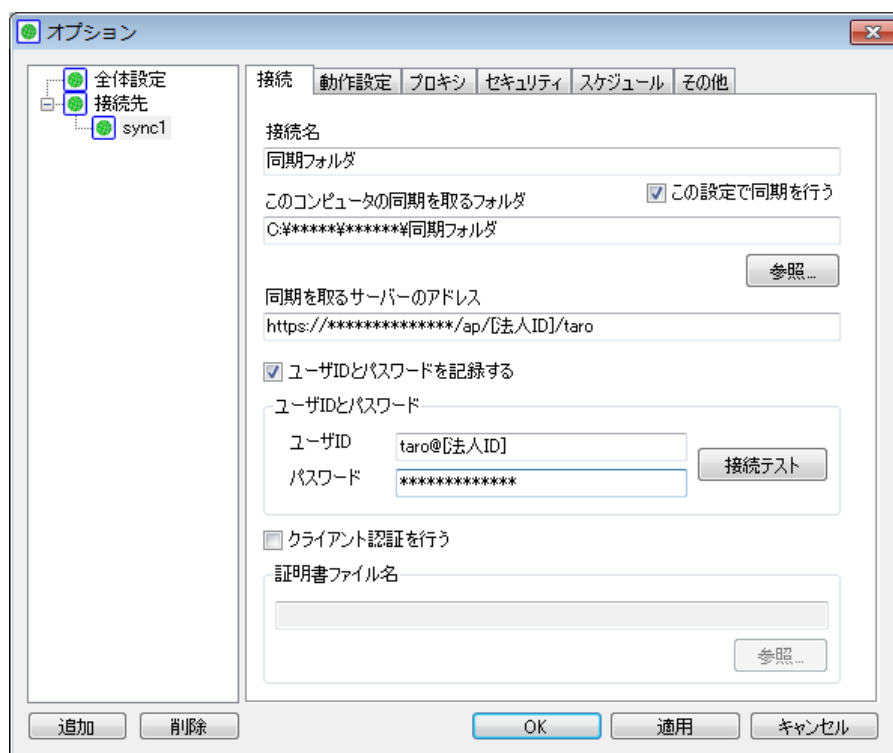 オプション
全体設定
接続先
sync1
接続 動作設定 プロキシ セキュリティ スケジュール その他
接続名
同期フォルダ
このコンピュータの同期を取るフォルダ
この設定で同期を行う
C:¥*****¥******¥同期フォルダ
参照...
同期を取るサーバーのアドレス
https://**************/ap/[法人ID]/taro
ユーザIDとパスワードを記録する
ユーザIDとパスワード
ユーザID
taro@[法人ID]
パスワード
*************
接続テスト
クライアント認証を行う
証明書ファイル名
参照...
追加 削除 OK 適用 キャンセル